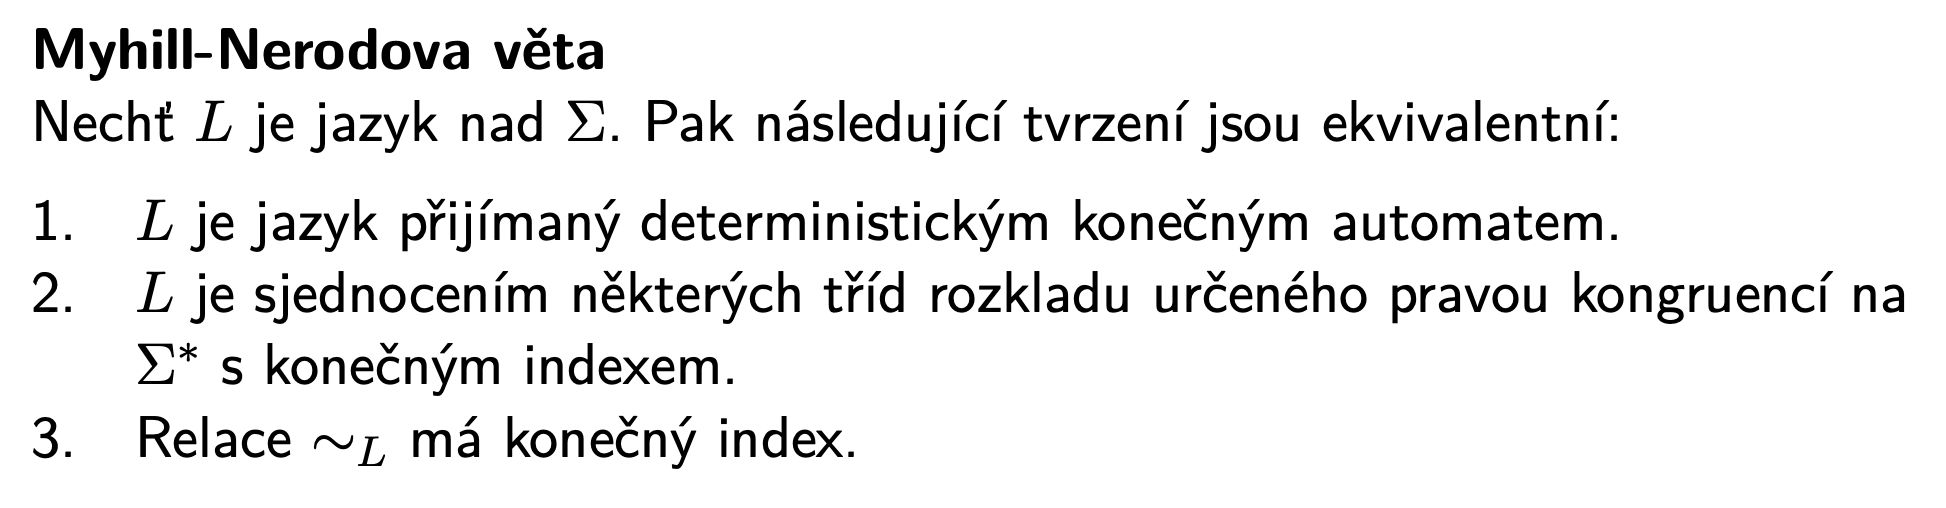 Myhill-Nerodova věta
Nechť L je jazyk nad Σ. Pak následující tvrzení jsou ekvivalentní:
1. L je jazyk přijímaný deterministickým konečným automatem.
2. L je sjednocením některých tříd rozkladu určeného pravou kongruencí na
Σ* s konečným indexem.
3. Relace ∼_L má konečný index.